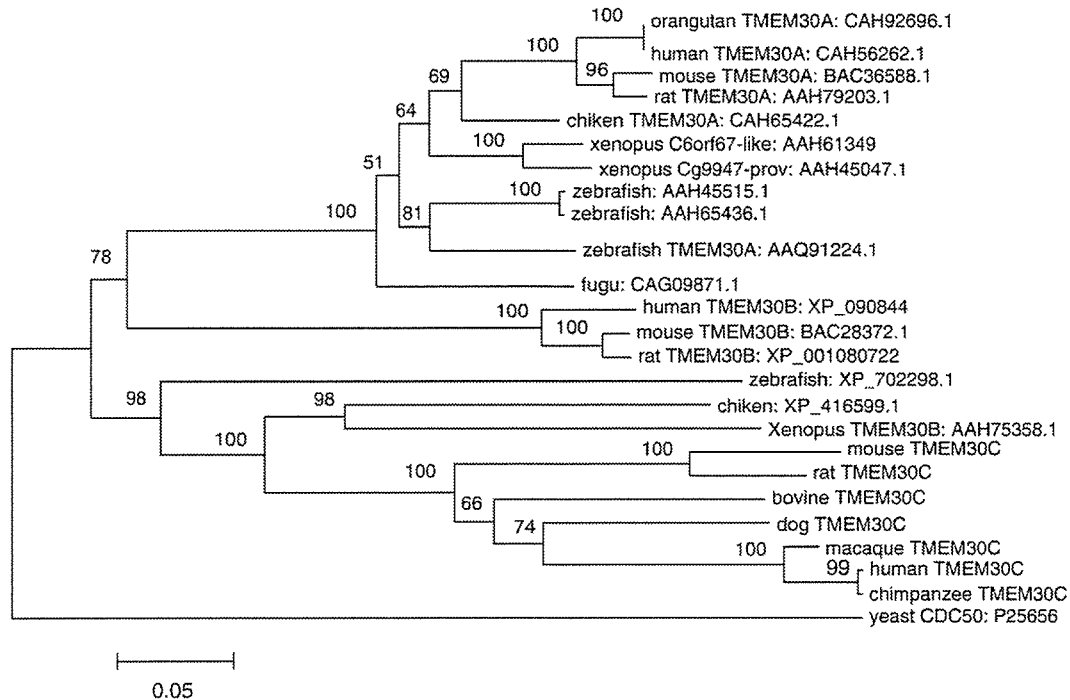 100
orangutan TMEM30A: CAH92696.1
100
human TMEM30A: CAH56262.1
96
mouse TMEM30A: BAC36588.1
69
rat TMEM30A: AAH79203.1
64
chiken TMEM30A: CAH65422.1
100
xenopus C6orf67-like: AAH61349
51
xenopus Cg9947-prov: AAH45047.1
100
zebrafish: AAH45515.1
100
81
zebrafish: AAH65436.1
zebrafish TMEM30A: AAQ91224.1
78
fugu: CAG09871.1
100
human TMEM30B: XP_090844
100
mouse TMEM30B: BAC28372.1
rat TMEM30B: XP_001080722
zebrafish: XP_702298.1
98
98
chiken: XP_416599.1
100
Xenopus TMEM30B: AAH75358.1
100
mouse TMEM30C
100
rat TMEM30C
66
bovine TMEM30C
74
dog TMEM30C
100
macaque TMEM30C
99
human TMEM30C
chimpanzee TMEM30C
yeast CDC50: P25656
0.05